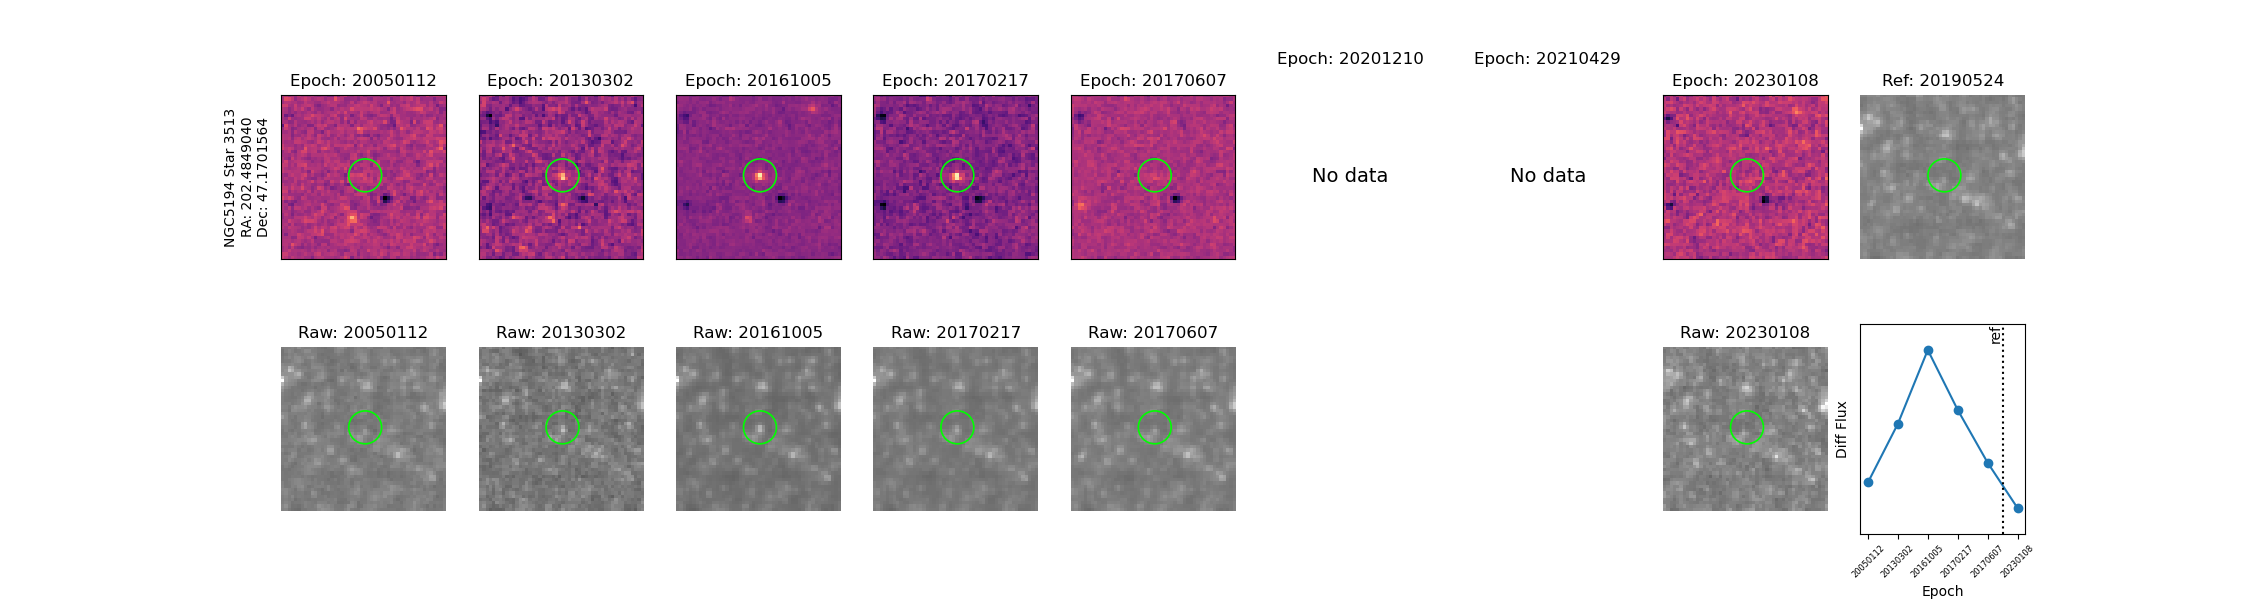 Epoch: 20050112
Epoch: 20130302
Epoch: 20161005
Epoch: 20170217
Epoch: 20170607
Epoch: 20201210
Epoch: 20210429
Epoch: 20230108
Ref: 20190524
NGC5194 Star 3513
RA: 202.4849040
Dec: 47.1701564
No data
No data
Raw: 20050112
Raw: 20130302
Raw: 20161005
Raw: 20170217
Raw: 20170607
Raw: 20230108
ref
Diff Flux
20050112
20130302
20161005
20170217
20170607
20230108
Epoch